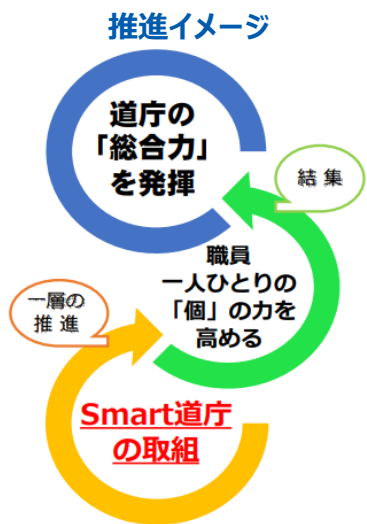 推進イメージ
道庁の
「総合力」
を発揮
結集
職員
一人ひとりの
「個」の力を
高める
一層の
推進
Smart道庁
の取組